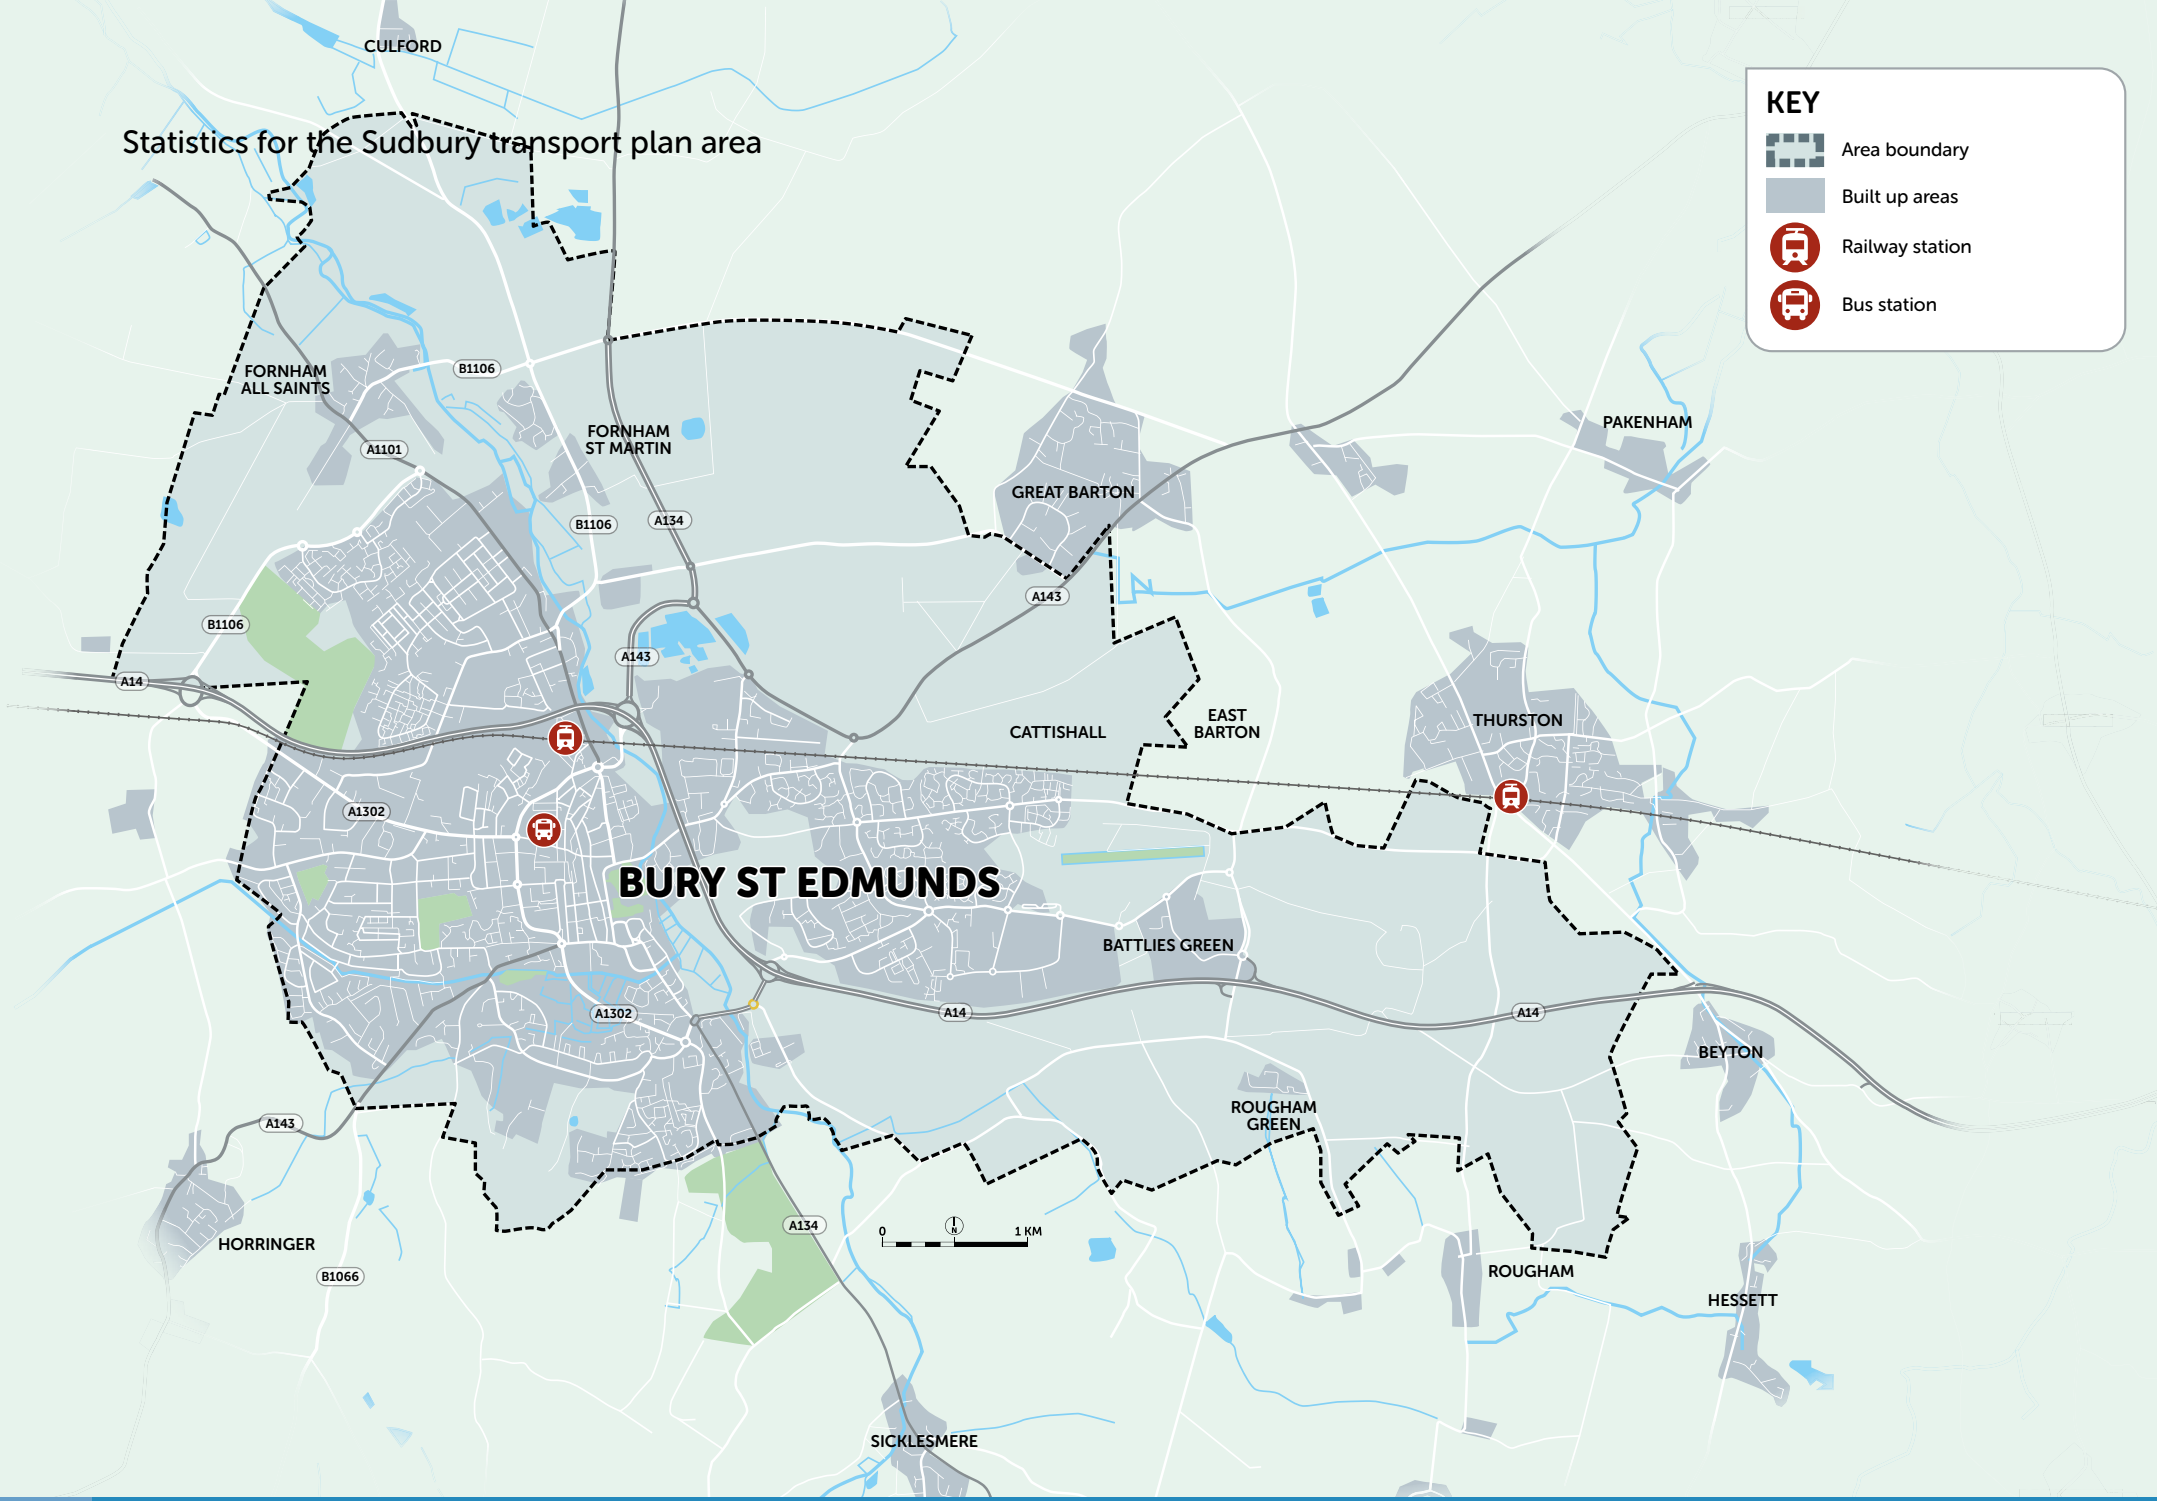 CULFORD
KEY
Area boundary
Built up areas
Railway station
Bus station
Statistics for the Sudbury transport plan area
FORNHAM
ALL SAINTS
B1106
FORNHAM
ST MARTIN
A1101
PAKENHAM
GREAT BARTON
B1106
A134
A143
B1106
A143
A14
EAST
BARTON
CATTISHALL
THURSTON
A1302
BURY ST EDMUNDS
BATTLIES GREEN
A1302
A14
A14
BEYTON
ROUGHAM
GREEN
A143
A134
0
N
1 KM
HORRINGER
B1066
ROUGHAM
HESSETT
SICKLESMERE